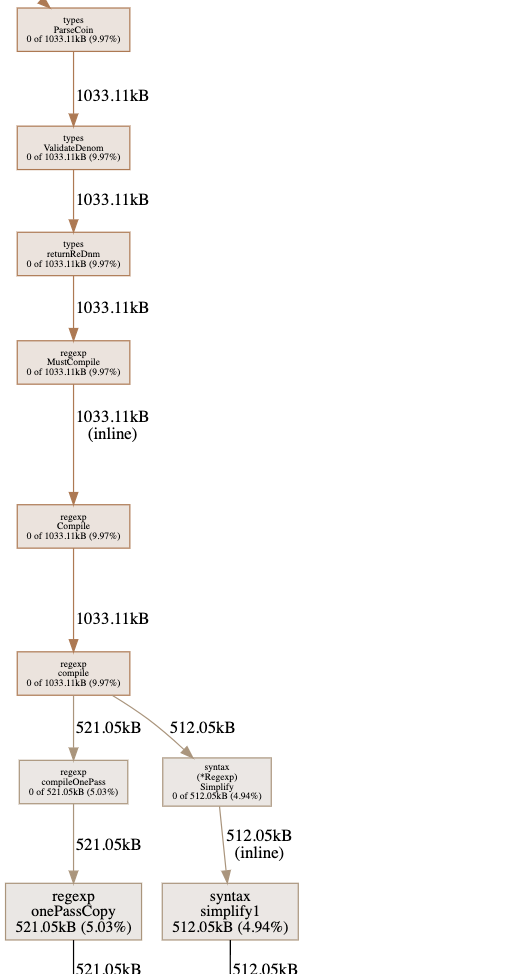 types
ParseCoin
0 of 1033.11kB (9.97%)
1033.11kB
types
ValidateDenom
0 of 1033.11kB (9.97%)
1033.11kB
types
returnReDnm
0 of 1033.11kB (9.97%)
1033.11kB
regexp
MustCompile
0 of 1033.11kB (9.97%)
1033.11kB
(inline)
regexp
Compile
0 of 1033.11kB (9.97%)
1033.11kB
regexp
compile
0 of 1033.11kB (9.97%)
521.05kB
512.05kB
regexp
compileOnePass
0 of 521.05kB (5.03%)
syntax
(*Regexp)
Simplify
0 of 512.05kB (4.94%)
521.05kB
512.05kB
(inline)
regexp
onePassCopy
521.05kB (5.03%)
syntax
simplify1
512.05kB (4.94%)
521.05kB
512.05kB